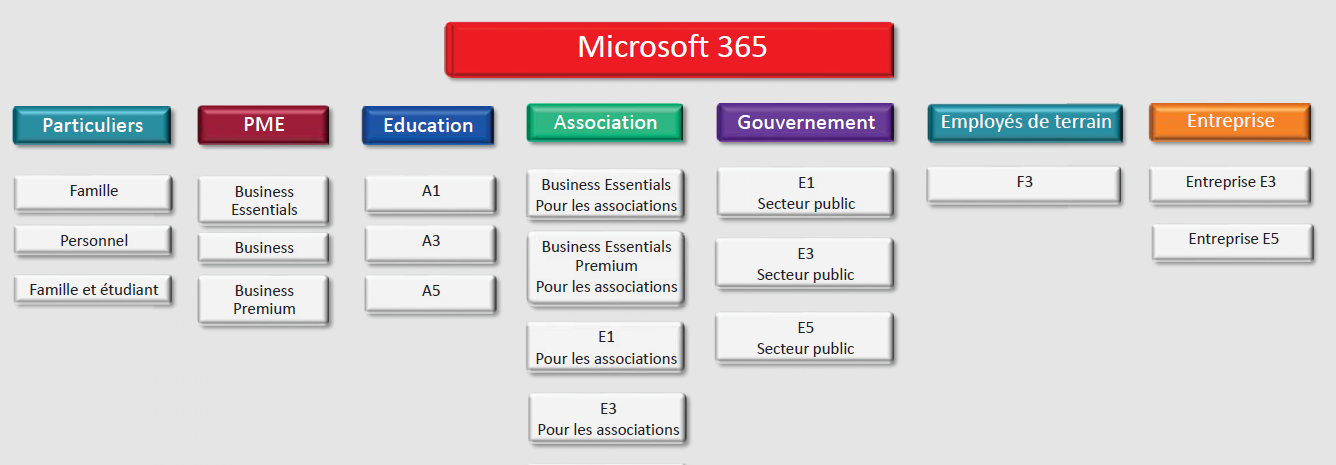 Microsoft 365
Particuliers
PME
Education
Association
Gouvernement
Employés de terrain
Entreprise
Famille
Personnel
Famille et étudiant
Business
Essentials
Business
Business
Premium
A1
A3
A5
Business Essentials
Pour les associations
Business Essentials
Premium
Pour les associations
E1
Pour les associations
E3
Pour les associations
E1
Secteur public
E3
Secteur public
E5
Secteur public
F3
Entreprise E3
Entreprise E5